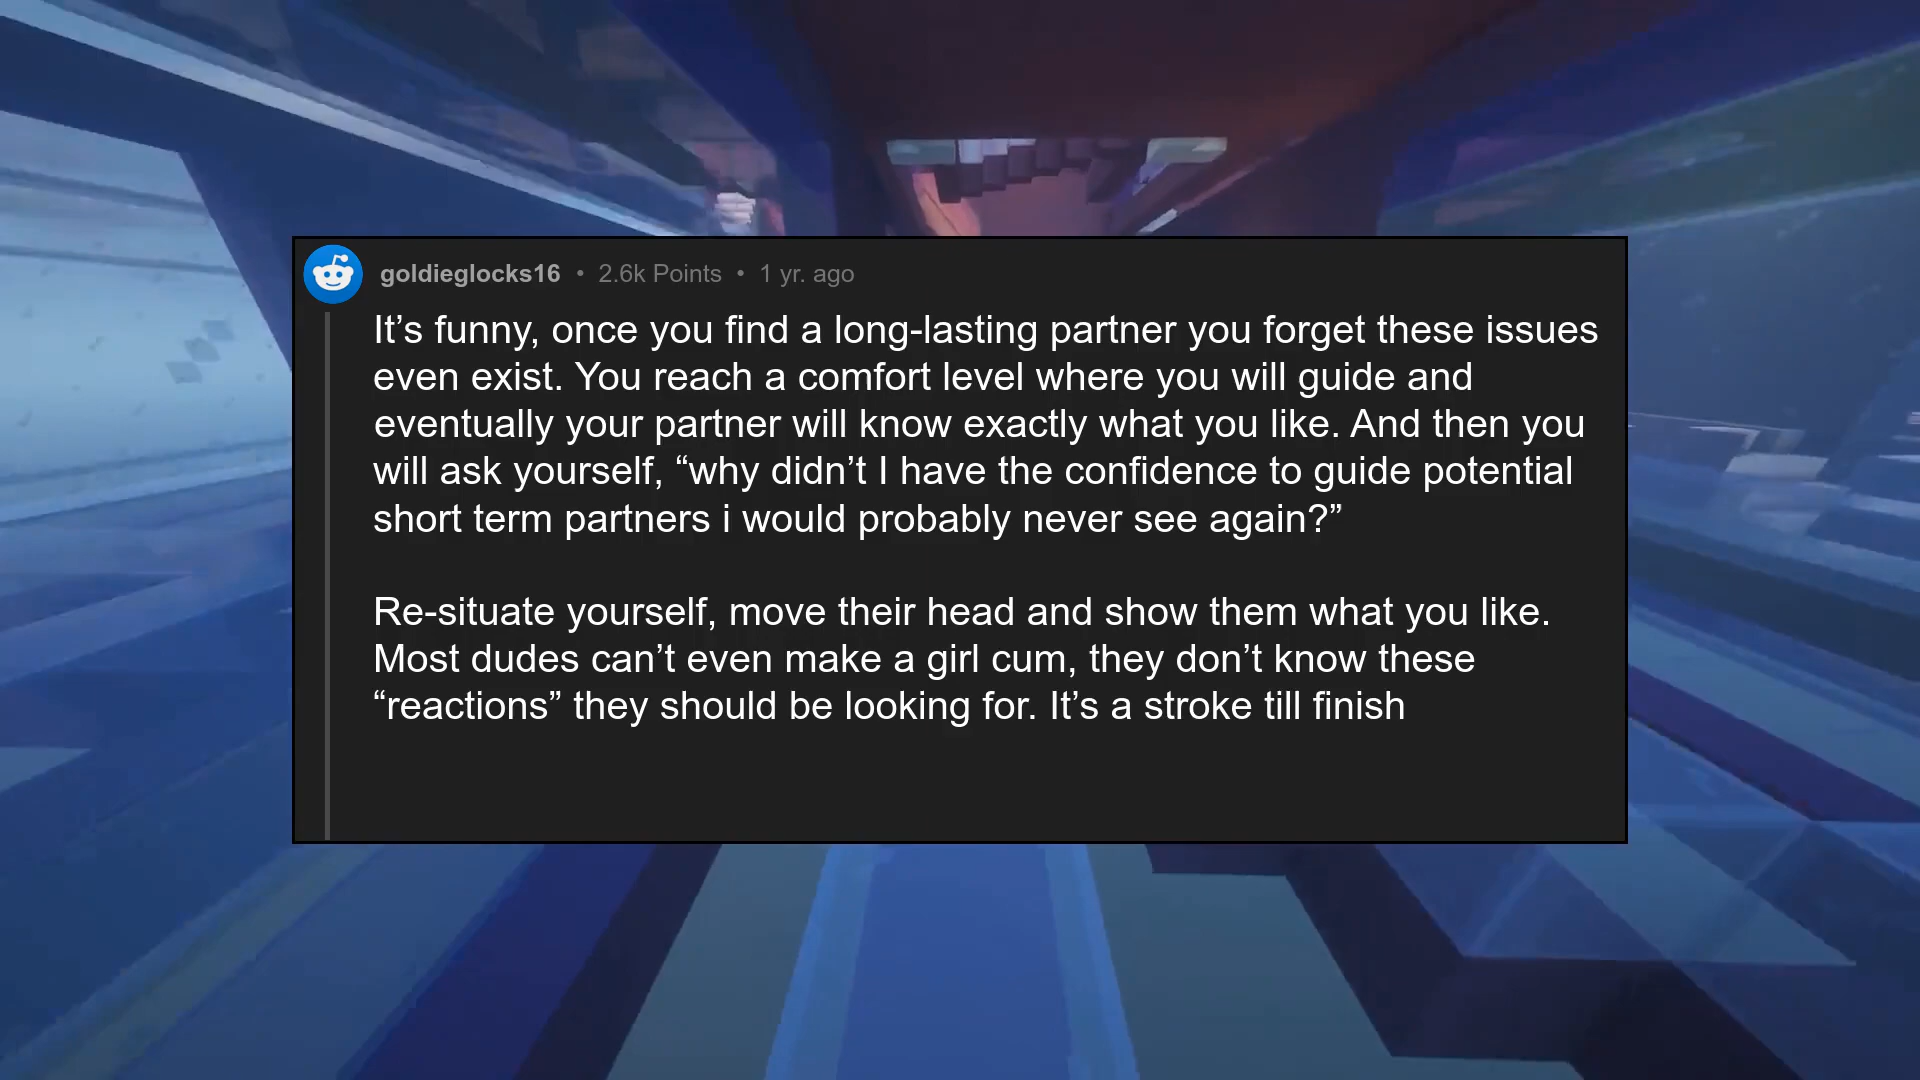 goldieglocks16 • 2.6k Points • 1 yr. ago
It’s funny, once you find a long-lasting partner you forget these issues
even exist. You reach a comfort level where you will guide and
eventually your partner will know exactly what you like. And then you
will ask yourself, “why didn’t I have the confidence to guide potential
short term partners i would probably never see again?”
Re-situate yourself, move their head and show them what you like.
Most dudes can’t even make a girl cum, they don’t know these
“reactions” they should be looking for. It’s a stroke till finish